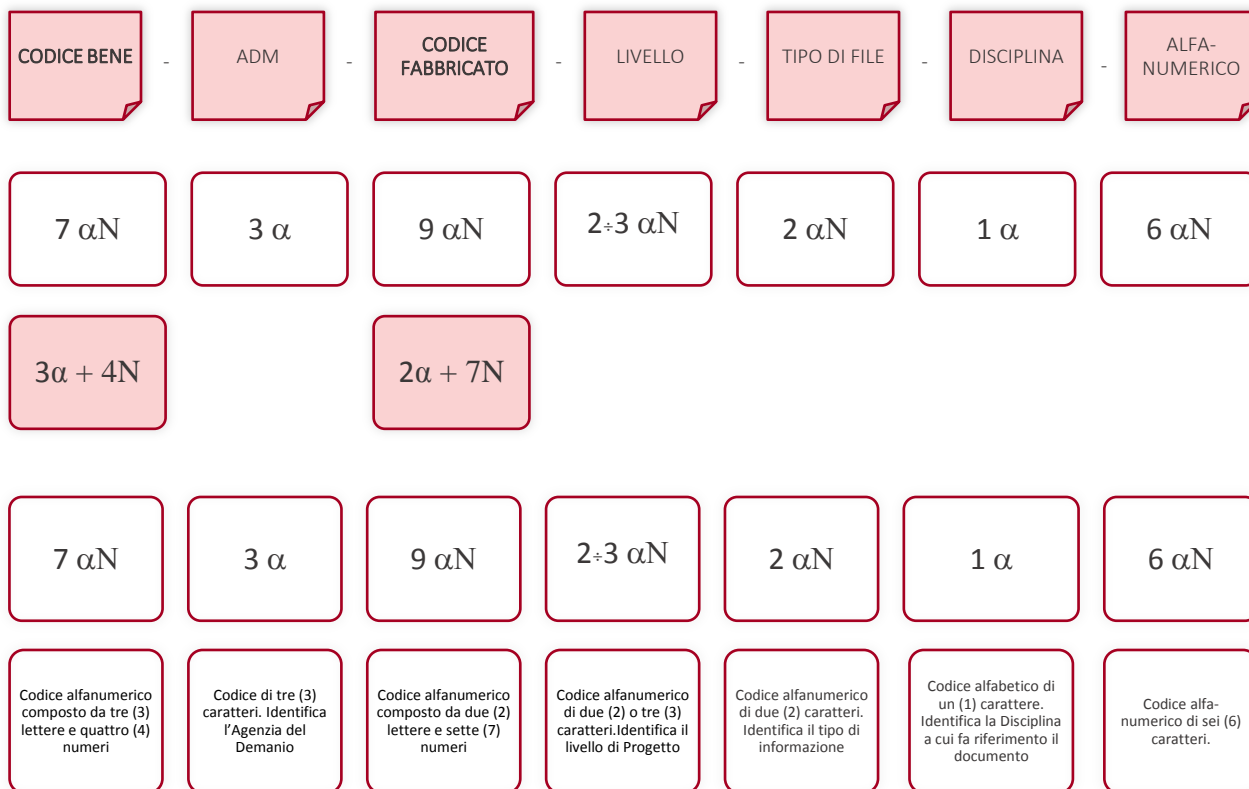 CODICE BENE - ADM - CODICE FABBRICATO - LIVELLO - TIPO DI FILE - DISCIPLINA - ALFA-NUMERICO
7 αN
3 α
9 αN
2÷3 αN
2 αN
1 α
6 αN
3α + 4N
2α + 7N
7 αN
3 α
9 αN
2÷3 αN
2 αN
1 α
6 αN
Codice alfanumerico
composto da tre (3)
lettere e quattro (4)
numeri
Codice di tre (3)
caratteri. Identifica
l'Agenzia del
Demanio
Codice alfanumerico
composto da due (2)
lettere e sette (7)
numeri
Codice alfanumerico
di due (2) o tre (3)
caratteri.Identifica il
livello di Progetto
Codice alfanumerico
di due (2) caratteri.
Identifica il tipo di
informazione
Codice alfabetico di
un (1) carattere.
Identifica la Disciplina
a cui fa riferimento il
documento
Codice alfa-
numerico di sei (6)
caratteri.